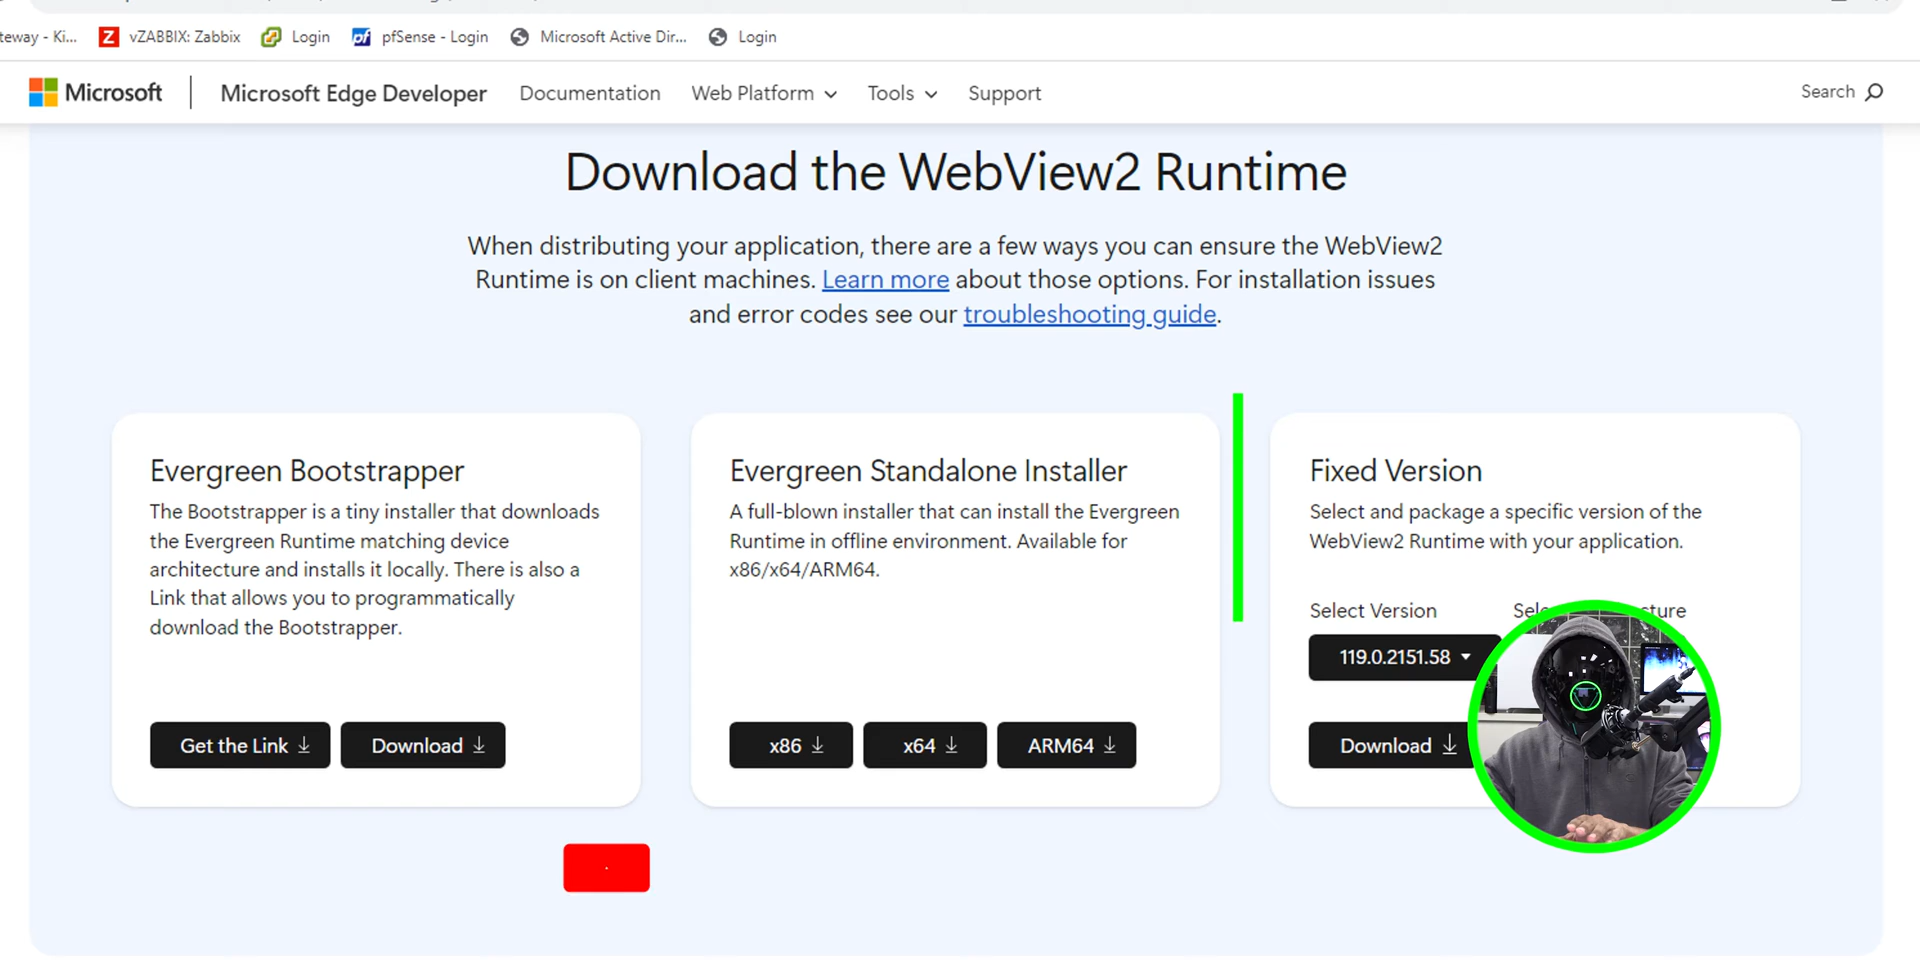 teway - Ki...
Z vZABBIX: Zabbix
Login
pf pfSense - Login
Microsoft Active Dir...
Login
Microsoft
Microsoft Edge Developer
Documentation
Web Platform
Tools
Support
Search
Download the WebView2 Runtime
When distributing your application, there are a few ways you can ensure the WebView2
Runtime is on client machines. Learn more about those options. For installation issues
and error codes see our troubleshooting guide.
Evergreen Bootstrapper
The Bootstrapper is a tiny installer that downloads
the Evergreen Runtime matching device
architecture and installs it locally. There is also a
Link that allows you to programmatically
download the Bootstrapper.
Get the Link
Download
Evergreen Standalone Installer
A full-blown installer that can install the Evergreen
Runtime in offline environment. Available for
x86/x64/ARM64.
x86
x64
ARM64
Fixed Version
Select and package a specific version of the
WebView2 Runtime with your application.
Select Version
119.0.2151.58
Download